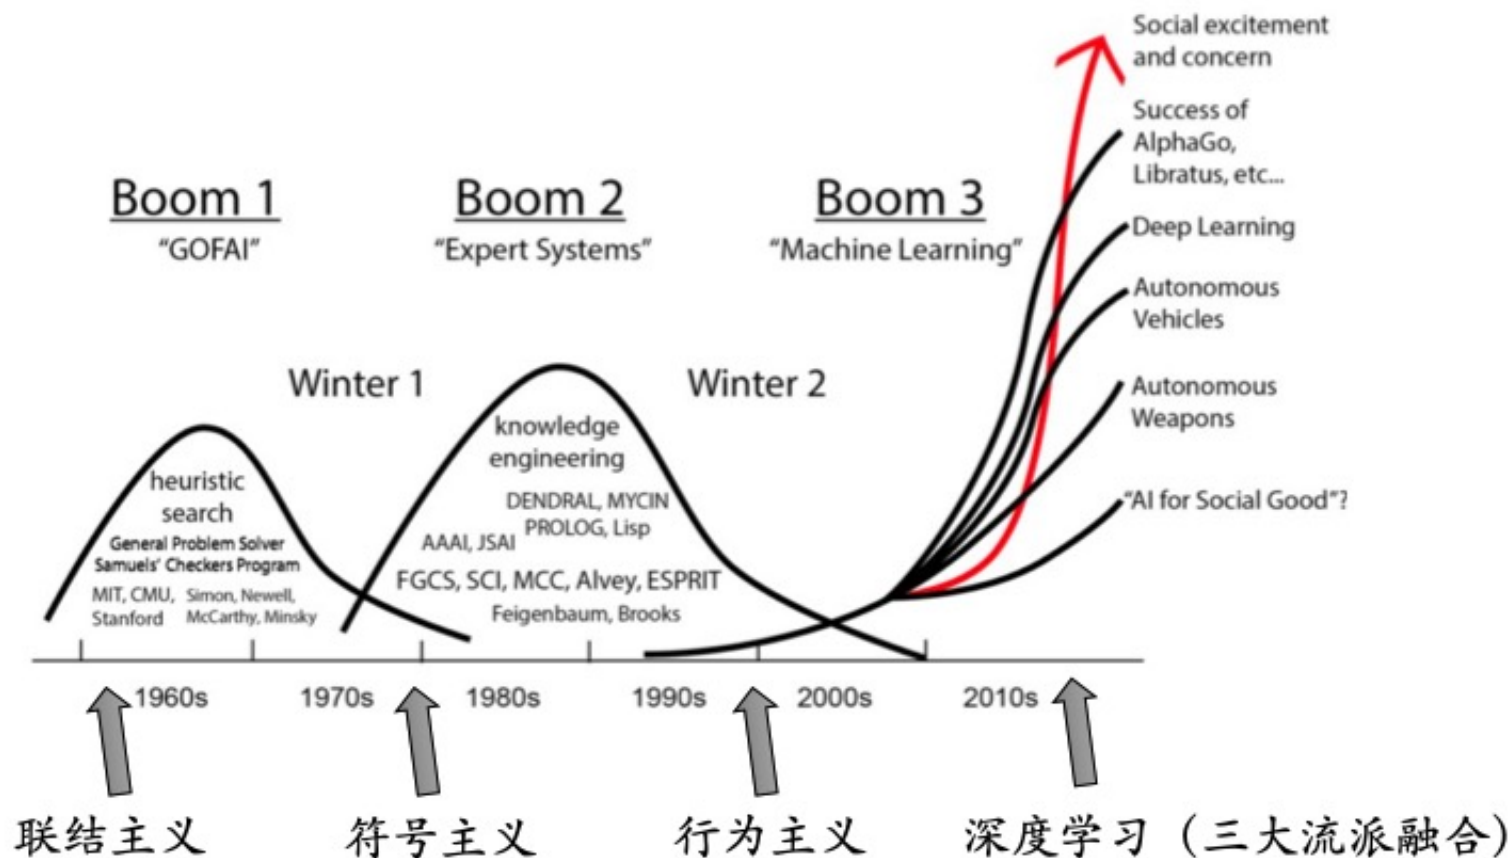 Social excitement
and concern
Success of
AlphaGo,
Libratus, etc...
Boom 1
"GOFAI"
Boom 2
"Expert Systems"
Boom 3
"Machine Learning"
Deep Learning
Autonomous
Vehicles
Winter 1
Winter 2
Autonomous
Weapons
heuristic
search
General Problem Solver
Samuels' Checkers Program
MIT, CMU,
Stanford
Simon, Newell,
McCarthy, Minsky
knowledge
engineering
DENDRAL, MYCIN
PROLOG, Lisp
AAAI, JSAI
FGCS, SCI, MCC, Alvey, ESPRIT
Feigenbaum, Brooks
"AI for Social Good"?
1960s 1970s 1980s 1990s 2000s 2010s
联结主义
符号主义
行为主义
深度学习（三大流派融合）